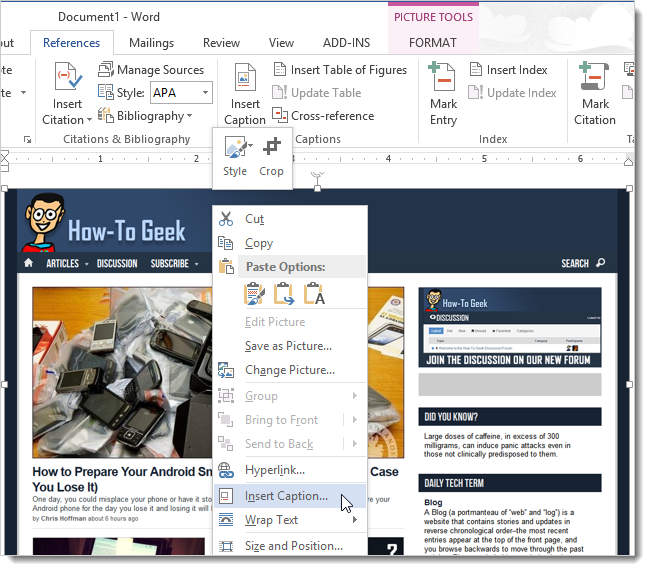 Document1 - Word
PICTURE TOOLS
out
References
Mailings
Review
View
ADD-INS
FORMAT
Insert
Citation
Manage Sources
Style: APA
Bibliography
Citations & Bibliography
Insert
Caption
Insert Table of Figures
Update Table
Cross-reference
Captions
Mark
Entry
Insert Index
Update Index
Index
Mark
Citation
Style
Crop
1 2 3 4 5 6
How-To Geek
ARTICLES DISCUSSION SUBSCRIBE
SEARCH
Cut
Copy
Paste Options:
A
Edit Picture
Save as Picture...
Change Picture...
Group
Bring to Front
Send to Back
Hyperlink...
Insert Caption...
Wrap Text
Size and Position...
How to Prepare Your Android Sm
Case
You Lose It)
One day, you could misplace your phone or have it sto
Android phone for the day you lose it and losing it will b
by Chris Hoffman about 6 hours ago
How-To Geek
DISCUSSION
JOIN THE DISCUSSION ON OUR NEW FORUM
DID YOU KNOW?
Large doses of caffeine, in excess of 300
milligrams, can induce panic attacks even in
those not clinically predisposed to them.
DAILY TECH TERM
Blog
A Blog (a portmanteau of "web" and "log") is a
website that contains stories and updates in
reverse chronological order–the most recent
entries appear at the top of the front page, and
you browse backwards to move through the past